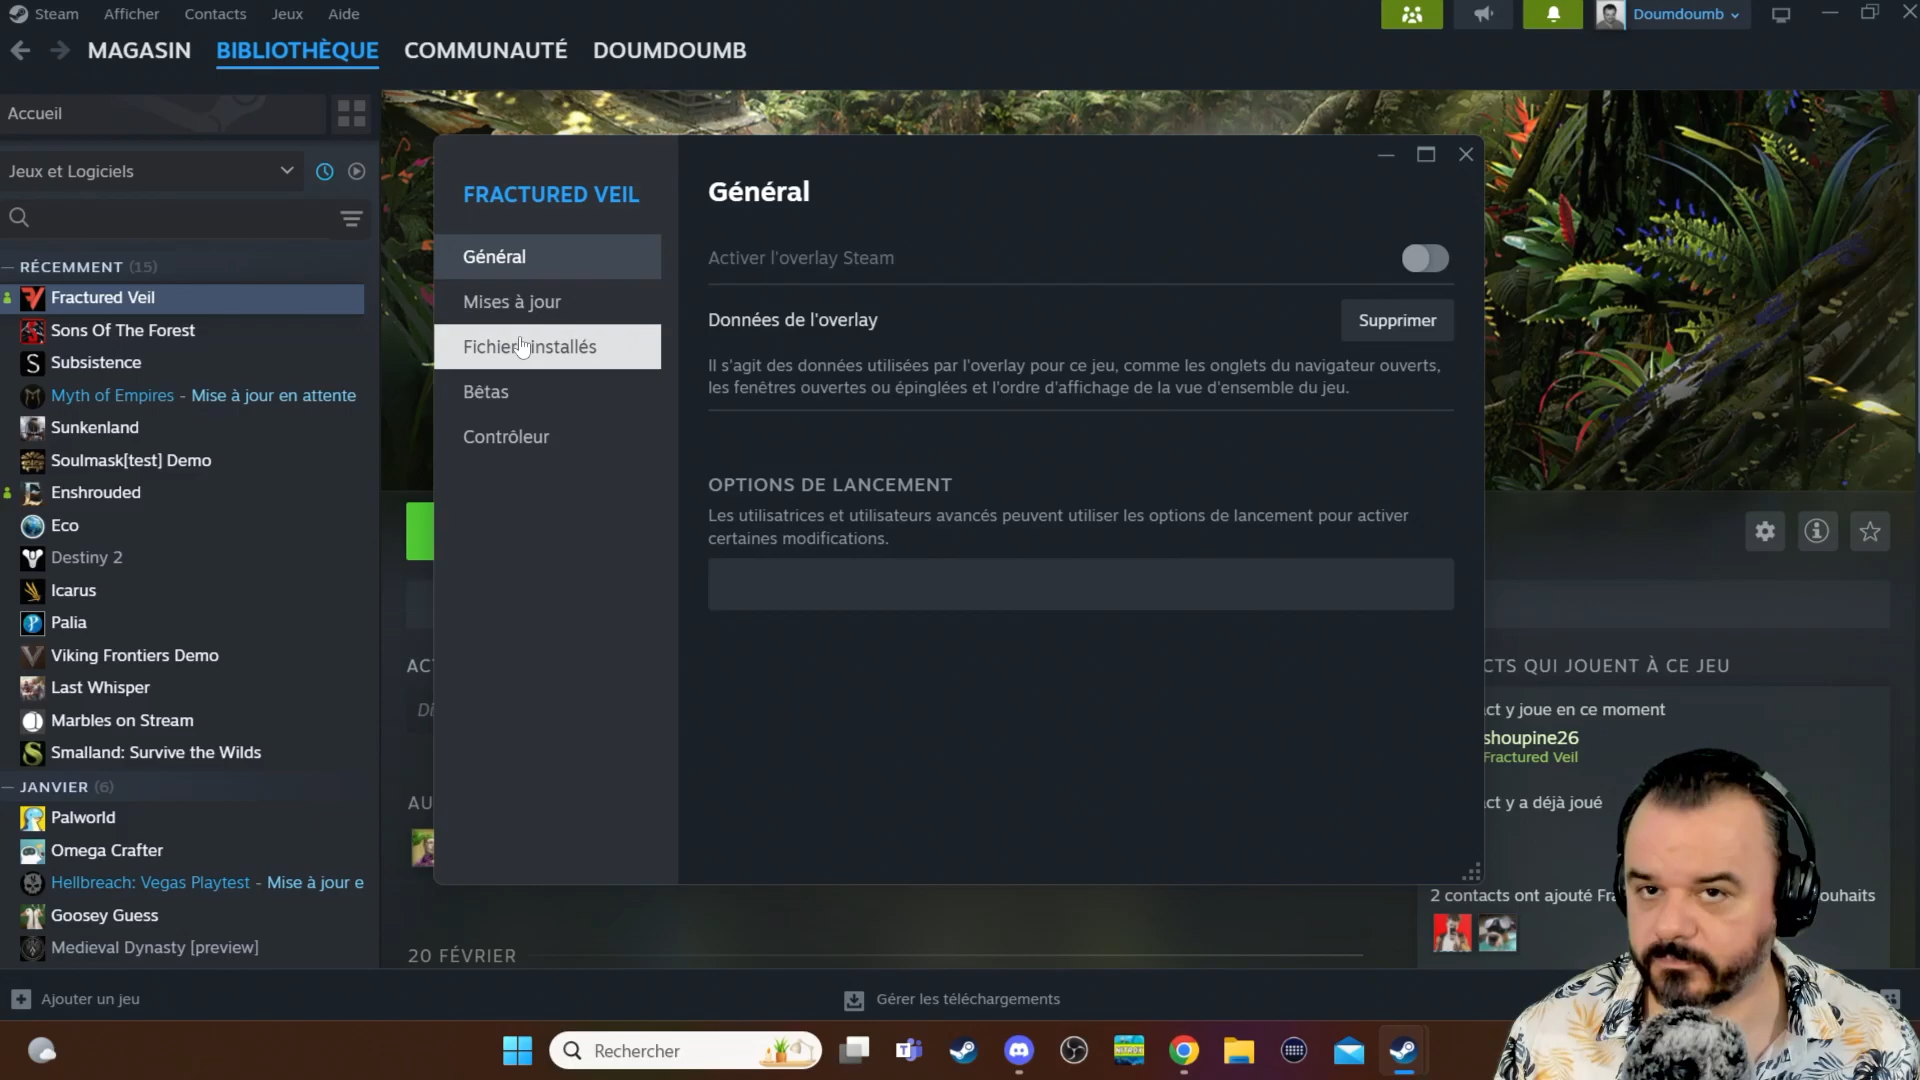 Steam Afficher Contacts Jeux Aide
Doumdoumb
MAGASIN BIBLIOTHÈQUE COMMUNAUTÉ DOUMDOUMB
Accueil
Jeux et Logiciels
RÉCEMMENT (15)
Fractured Veil
Sons Of The Forest
Subsistence
Myth of Empires - Mise à jour en attente
Sunkenland
Soulmask[test] Demo
Enshrouded
Eco
Destiny 2
Icarus
Palia
Viking Frontiers Demo
Last Whisper
Marbles on Stream
Smalland: Survive the Wilds
JANVIER (6)
Palworld
Omega Crafter
Hellbreach: Vegas Playtest - Mise à jour e
Goosey Guess
Medieval Dynasty [preview]
Ajouter un jeu
FRACTURED VEIL
Général
Mises à jour
Fichiers installés
Bêtas
Contrôleur
Général
Activer l'overlay Steam
Données de l'overlay
Supprimer
Il s'agit des données utilisées par l'overlay pour ce jeu, comme les onglets du navigateur ouverts,
les fenêtres ouvertes ou épinglées et l'ordre d'affichage de la vue d'ensemble du jeu.
OPTIONS DE LANCEMENT
Les utilisatrices et utilisateurs avancés peuvent utiliser les options de lancement pour activer
certaines modifications.
AC
Di
AU
20 FÉVRIER
CTS QUI JOUENT À CE JEU
ct y joue en ce moment
shoupine26
Fractured Veil
ct y a déjà joué
2 contacts ont ajouté Fra
ouhaits
Gérer les téléchargements
Rechercher